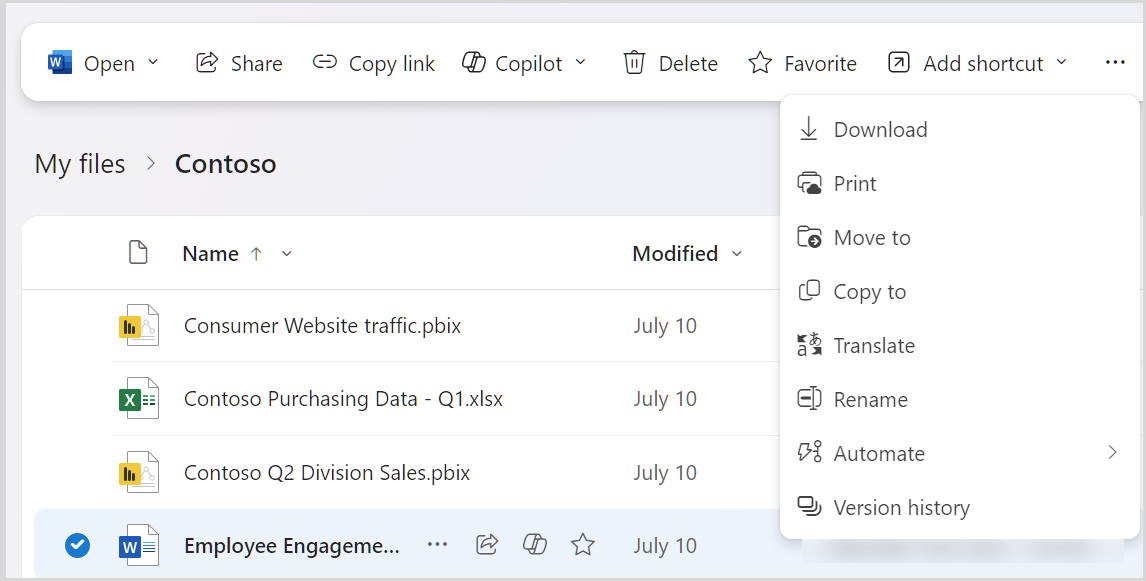 Open Share Copy link Copilot Delete Favorite Add shortcut ...
Download
My files > Contoso
Print
Move to
Name ↑ Modified
Copy to
Consumer Website traffic.pbix July 10
Translate
Contoso Purchasing Data - Q1.xlsx July 10
Rename
Automate
Contoso Q2 Division Sales.pbix July 10
Version history
Employee Engageme... July 10